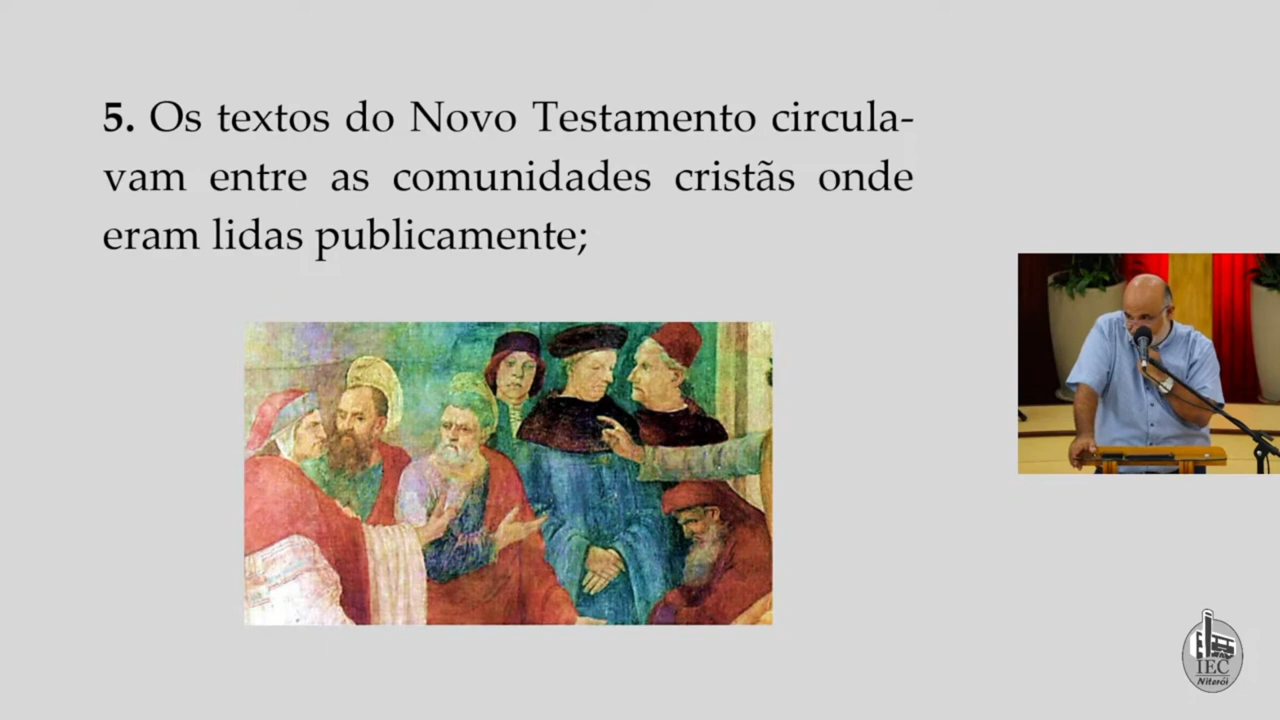 5. Os textos do Novo Testamento circula-
vam entre as comunidades cristãs onde
eram lidas publicamente;
IEC
Niterói